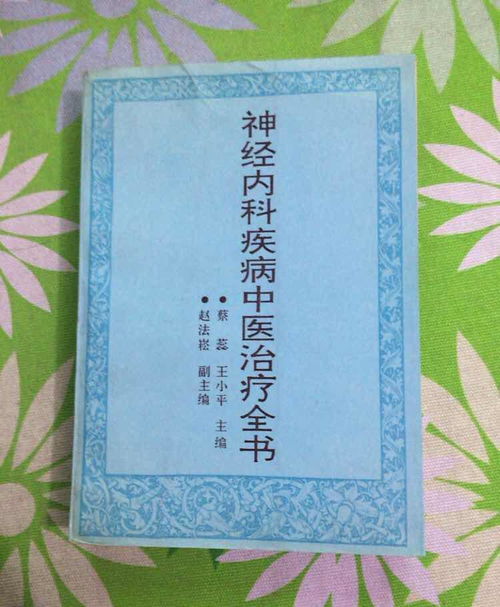 神经内科疾病中医治疗全书
●蔡蕊 王小平 主编
●赵法崧 副主编